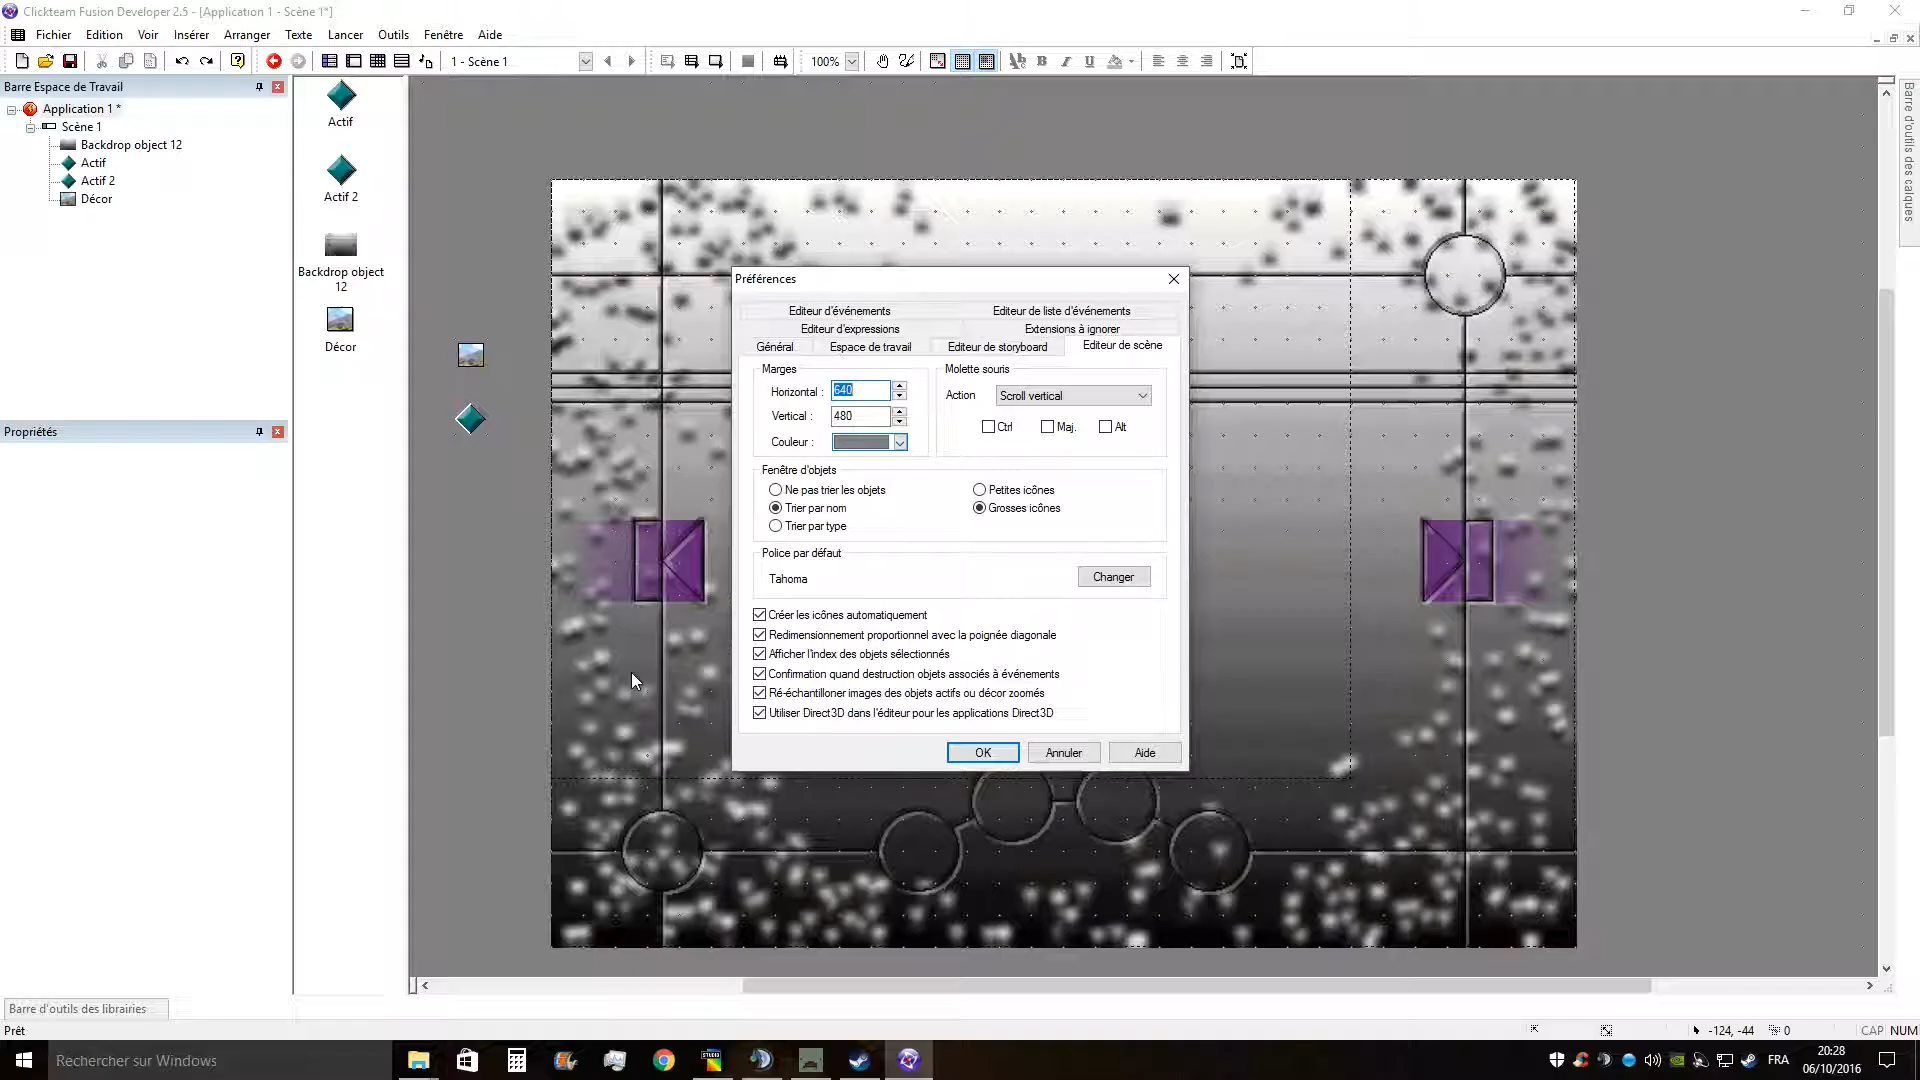 Clickteam Fusion Developer 2.5 - [Application 1 - Scène 1*]
Fichier Edition Voir Insérer Arranger Texte Lancer Outils Fenêtre Aide
1 - Scène 1
100%
Barre Espace de Travail
Application 1 *
Scène 1
Backdrop object 12
Actif
Actif 2
Décor
Propriétés
Actif
Actif 2
Backdrop object
12
Décor
Barre d'outils des calques
Préférences
Editeur d'événements Editeur de liste d'événements
Editeur d'expressions Extensions à ignorer
Général Espace de travail Editeur de storyboard Editeur de scène
Marges
Horizontal : 640
Vertical : 480
Couleur :
Molette souris
Action Scroll vertical
Ctrl Maj. Alt
Fenêtre d'objets
Ne pas trier les objets Petites icônes
Trier par nom Grosses icônes
Trier par type
Police par défaut
Tahoma Changer
Créer les icônes automatiquement
Redimensionnement proportionnel avec la poignée diagonale
Afficher l'index des objets sélectionnés
Confirmation quand destruction objets associés à événements
Ré-échantilloner images des objets actifs ou décor zoomés
Utiliser Direct3D dans l'éditeur pour les applications Direct3D
OK Annuler Aide
Barre d'outils des librairies
Prêt
-124, -44 0 CAP NUM
Rechercher sur Windows
STUDIO
FRA
20:28
06/10/2016